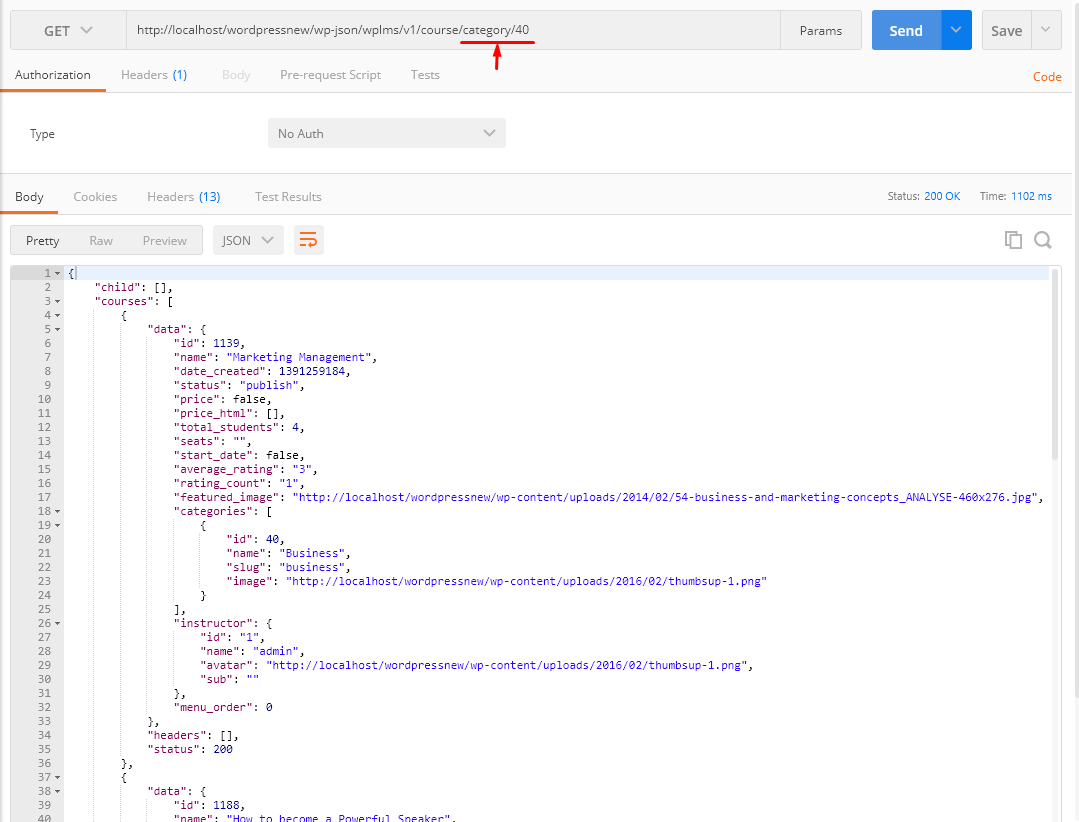 GET http://localhost/wordpressnew/wp-json/wplms/v1/course/category/40 Params Send Save
Authorization Headers (1) Body Pre-request Script Tests Code
Type No Auth
Body Cookies Headers (13) Test Results Status: 200 OK Time: 1102 ms
Pretty Raw Preview JSON
1 {
2 "child": [],
3 "courses": [
4 {
5 "data": {
6 "id": 1139,
7 "name": "Marketing Management",
8 "date_created": 1391259184,
9 "status": "publish",
10 "price": false,
11 "price_html": [],
12 "total_students": 4,
13 "seats": "",
14 "start_date": false,
15 "average_rating": "3",
16 "rating_count": "1",
17 "featured_image": "http://localhost/wordpressnew/wp-content/uploads/2014/02/54-business-and-marketing-concepts_ANALYSE-460x276.jpg",
18 "categories": [
19 {
20 "id": 40,
21 "name": "Business",
22 "slug": "business",
23 "image": "http://localhost/wordpressnew/wp-content/uploads/2016/02/thumbsup-1.png"
24 }
25 ],
26 "instructor": {
27 "id": "1",
28 "name": "admin",
29 "avatar": "http://localhost/wordpressnew/wp-content/uploads/2016/02/thumbsup-1.png",
30 "sub": ""
31 },
32 "menu_order": 0
33 },
34 "headers": [],
35 "status": 200
36 },
37 {
38 "data": {
39 "id": 1188,
40 "name": "How to become a Powerful Speaker",